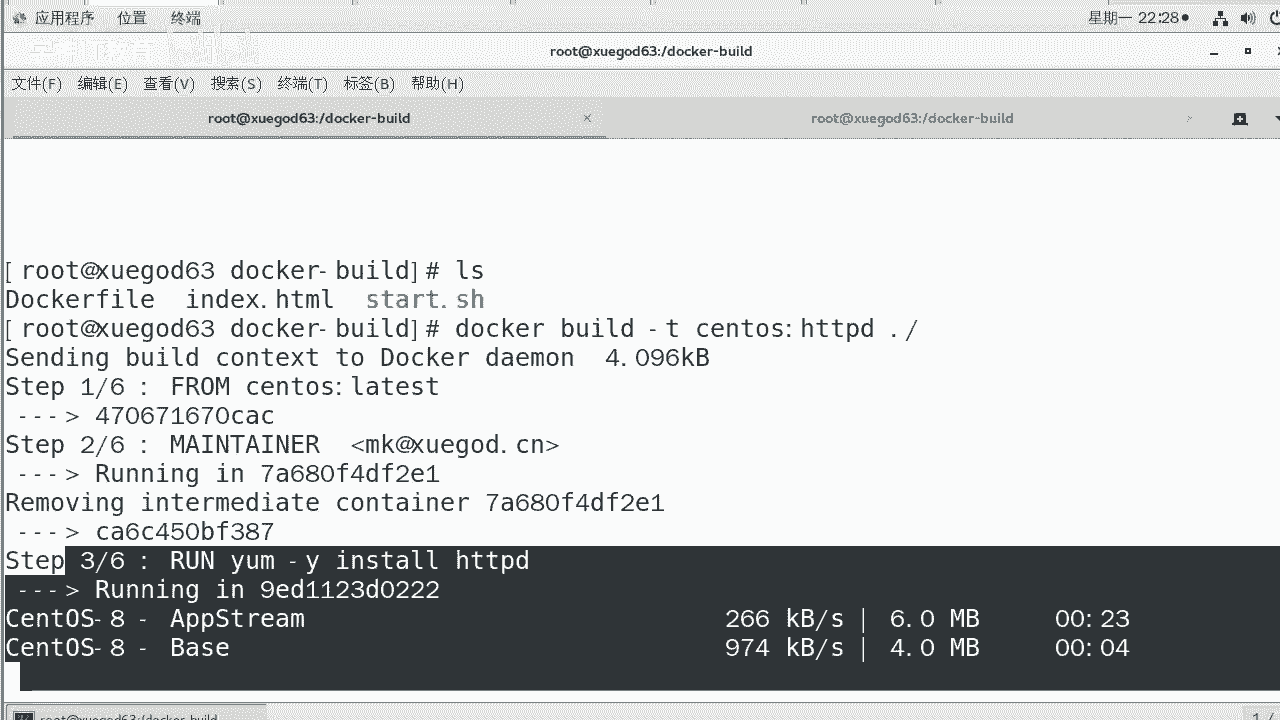 应用程序 位置 终端 星期一 22:28
root@xuegod63:/docker-build
文件(F) 编辑(E) 查看(V) 搜索(S) 终端(T) 标签(B) 帮助(H)
root@xuegod63:/docker-build × root@xuegod63:/docker-build
[root@xuegod63 docker-build]# ls
Dockerfile index.html start.sh
[root@xuegod63 docker-build]# docker build -t centos:httpd ./
Sending build context to Docker daemon 4.096kB
Step 1/6 : FROM centos:latest
---> 470671670cac
Step 2/6 : MAINTAINER <mk@xuegod.cn>
---> Running in 7a680f4df2e1
Removing intermediate container 7a680f4df2e1
---> ca6c450bf387
Step 3/6 : RUN yum -y install httpd
---> Running in 9ed1123d0222
CentOS-8 - AppStream 266 kB/s | 6.0 MB 00:23
CentOS-8 - Base 974 kB/s | 4.0 MB 00:04
root@xuegod63:/docker-build 1 /